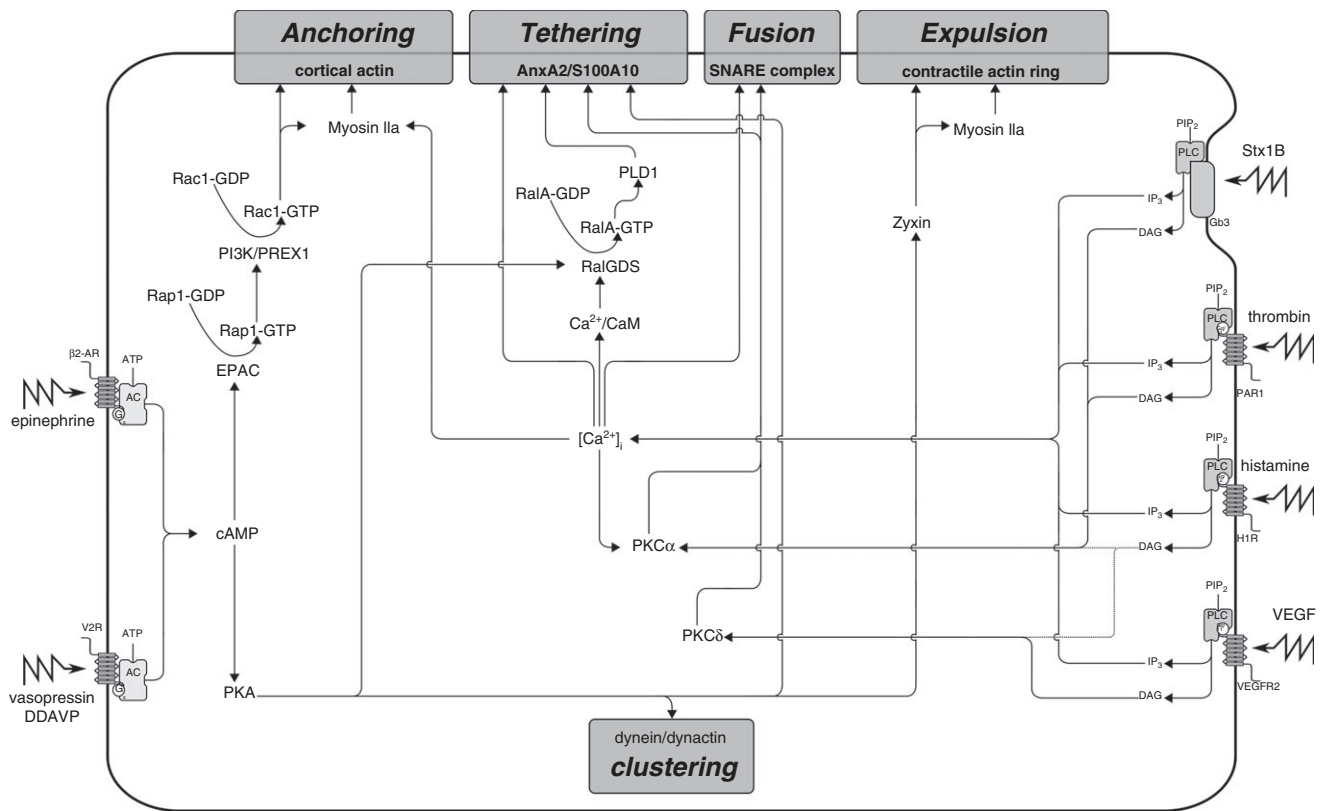 Anchoring
cortical actin
Tethering
AnxA2/S100A10
Fusion
SNARE complex
Expulsion
contractile actin ring
Myosin IIa
Myosin IIa
PLD1
Rac1-GDP
Rac1-GTP
PI3K/PREX1
RalA-GDP
RalA-GTP
RalGDS
Zyxin
Rap1-GDP
Rap1-GTP
EPAC
Ca²⁺/CaM
[Ca²⁺]ᵢ
β2-AR
ATP
AC
G
epinephrine
cAMP
V2R
ATP
AC
G
vasopressin
DDAVP
PKA
PKCα
PKCδ
dynein/dynactin
clustering
PIP₂
PLC
Stx1B
IP₃
Gb3
DAG
PIP₂
PLC
thrombin
IP₃
DAG
PAR1
PIP₂
PLC
histamine
IP₃
H1R
DAG
PIP₂
PLC
VEGF
IP₃
VEGFR2
DAG